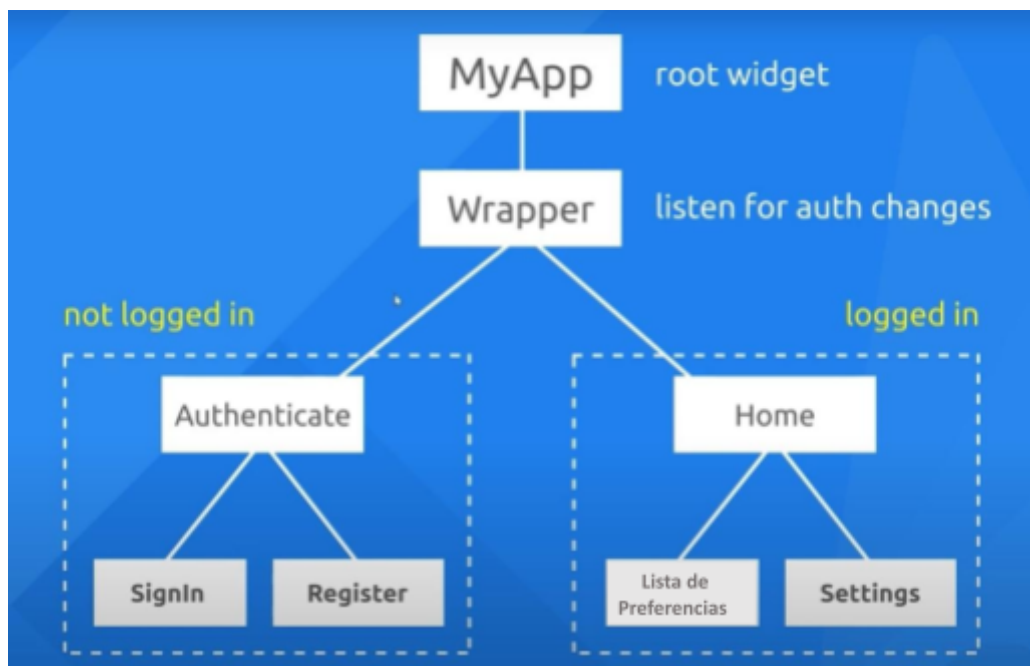 MyApp
root widget
Wrapper
listen for auth changes
not logged in
logged in
Authenticate
Home
SignIn
Register
Lista de
Preferencias
Settings